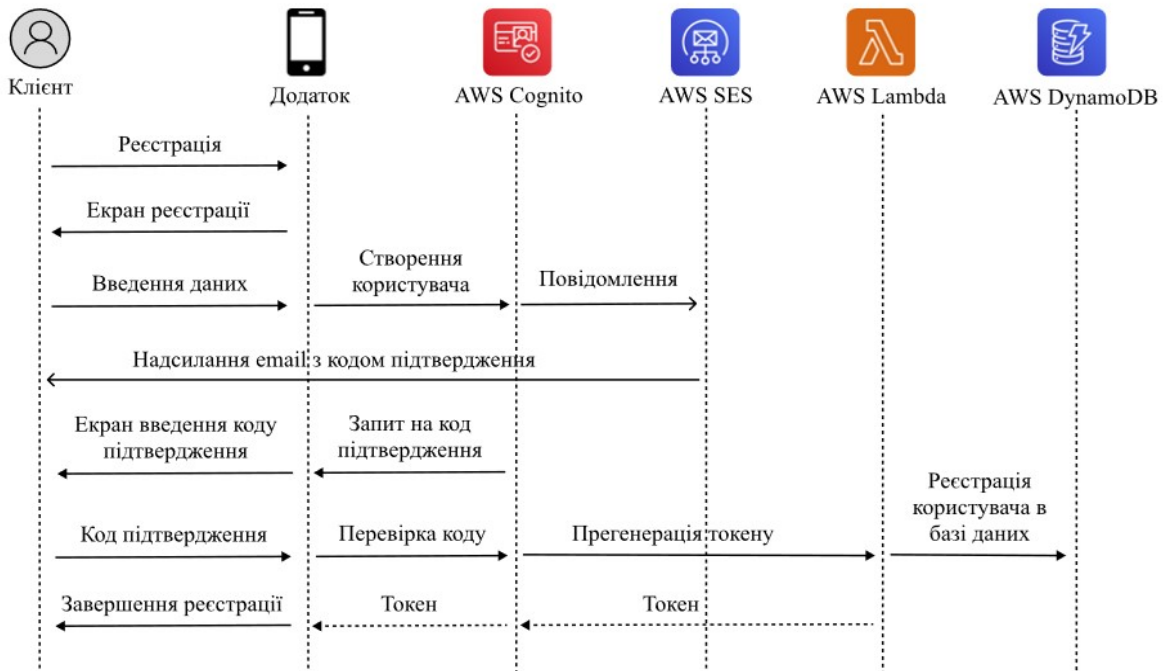 Клієнт
Додаток
AWS Cognito
AWS SES
AWS Lambda
AWS DynamoDB
Реєстрація
Екран реєстрації
Введення даних
Створення
користувача
Повідомлення
Надсилання email з кодом підтвердження
Екран введення коду
підтвердження
Запит на код
підтвердження
Код підтвердження
Перевірка коду
Прегенерація токену
Реєстрація
користувача в
базі даних
Завершення реєстрації
Токен
Токен